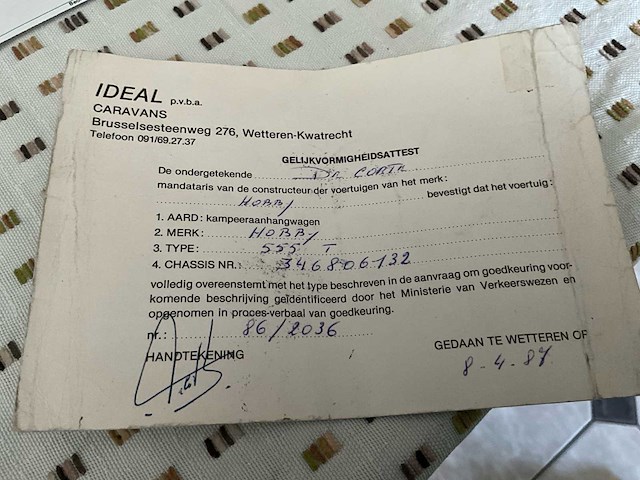 IDEAL p.v.b.a.
CARAVANS
Brusselsesteenweg 276, Wetteren-Kwatrecht
Telefoon 091/69.27.37
GELIJKVORMIGHEIDSATTEST
De ondergetekende De CORTE
mandataris van de constructeur der voertuigen van het merk:
HOBBY bevestigt dat het voertuig:
1. AARD: kampeeraanhangwagen
2. MERK: HOBBY
3. TYPE: 555 T
4. CHASSIS NR.: 346806132
volledig overeenstemt met het type beschreven in de aanvraag om goedkeuring voor-
komende beschrijving geïdentificeerd door het Ministerie van Verkeerswezen en
opgenomen in proces-verbaal van goedkeuring.
nr.: 86/2036
HANDTEKENING
GEDAAN TE WETTEREN OP
8-4-87